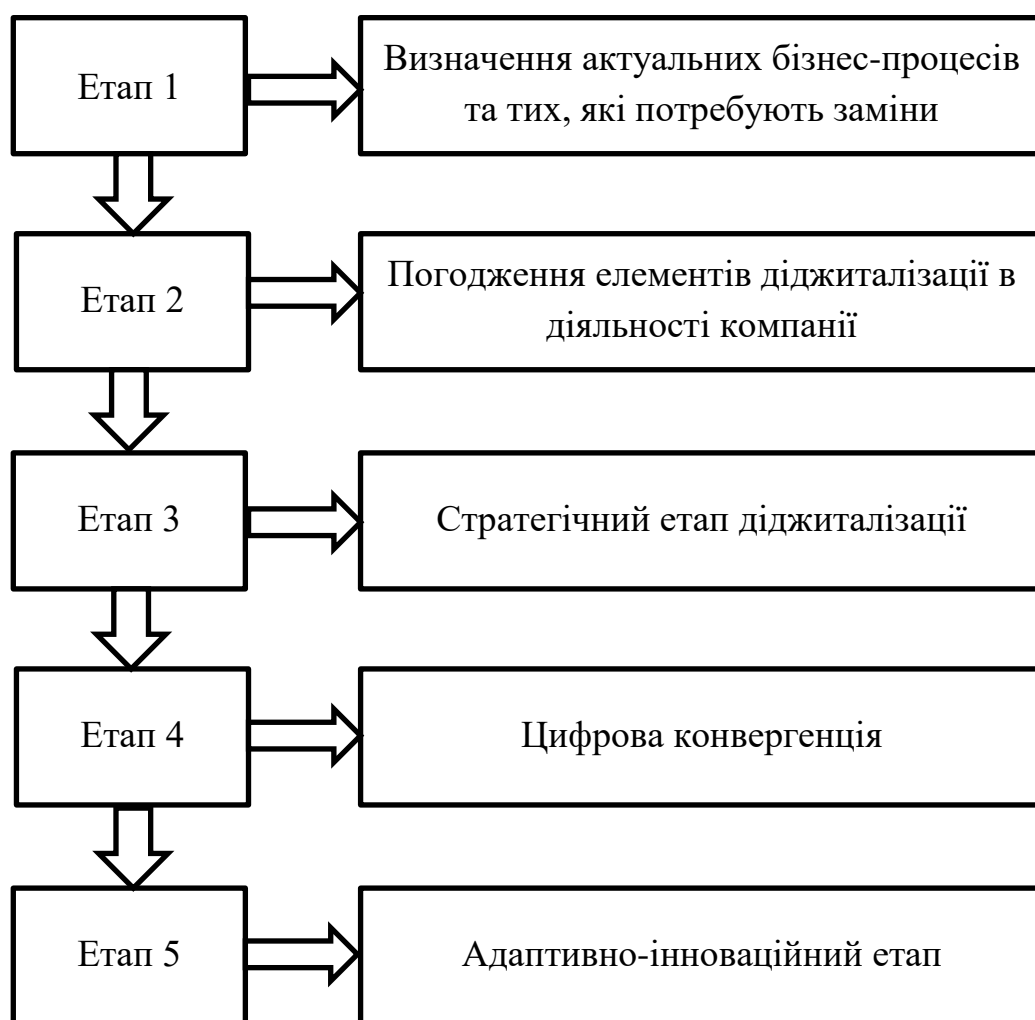 Етап 1
Визначення актуальних бізнес-процесів
та тих, які потребують заміни
Етап 2
Погодження елементів діджиталізації в
діяльності компанії
Етап 3
Стратегічний етап діджиталізації
Етап 4
Цифрова конвергенція
Етап 5
Адаптивно-інноваційний етап